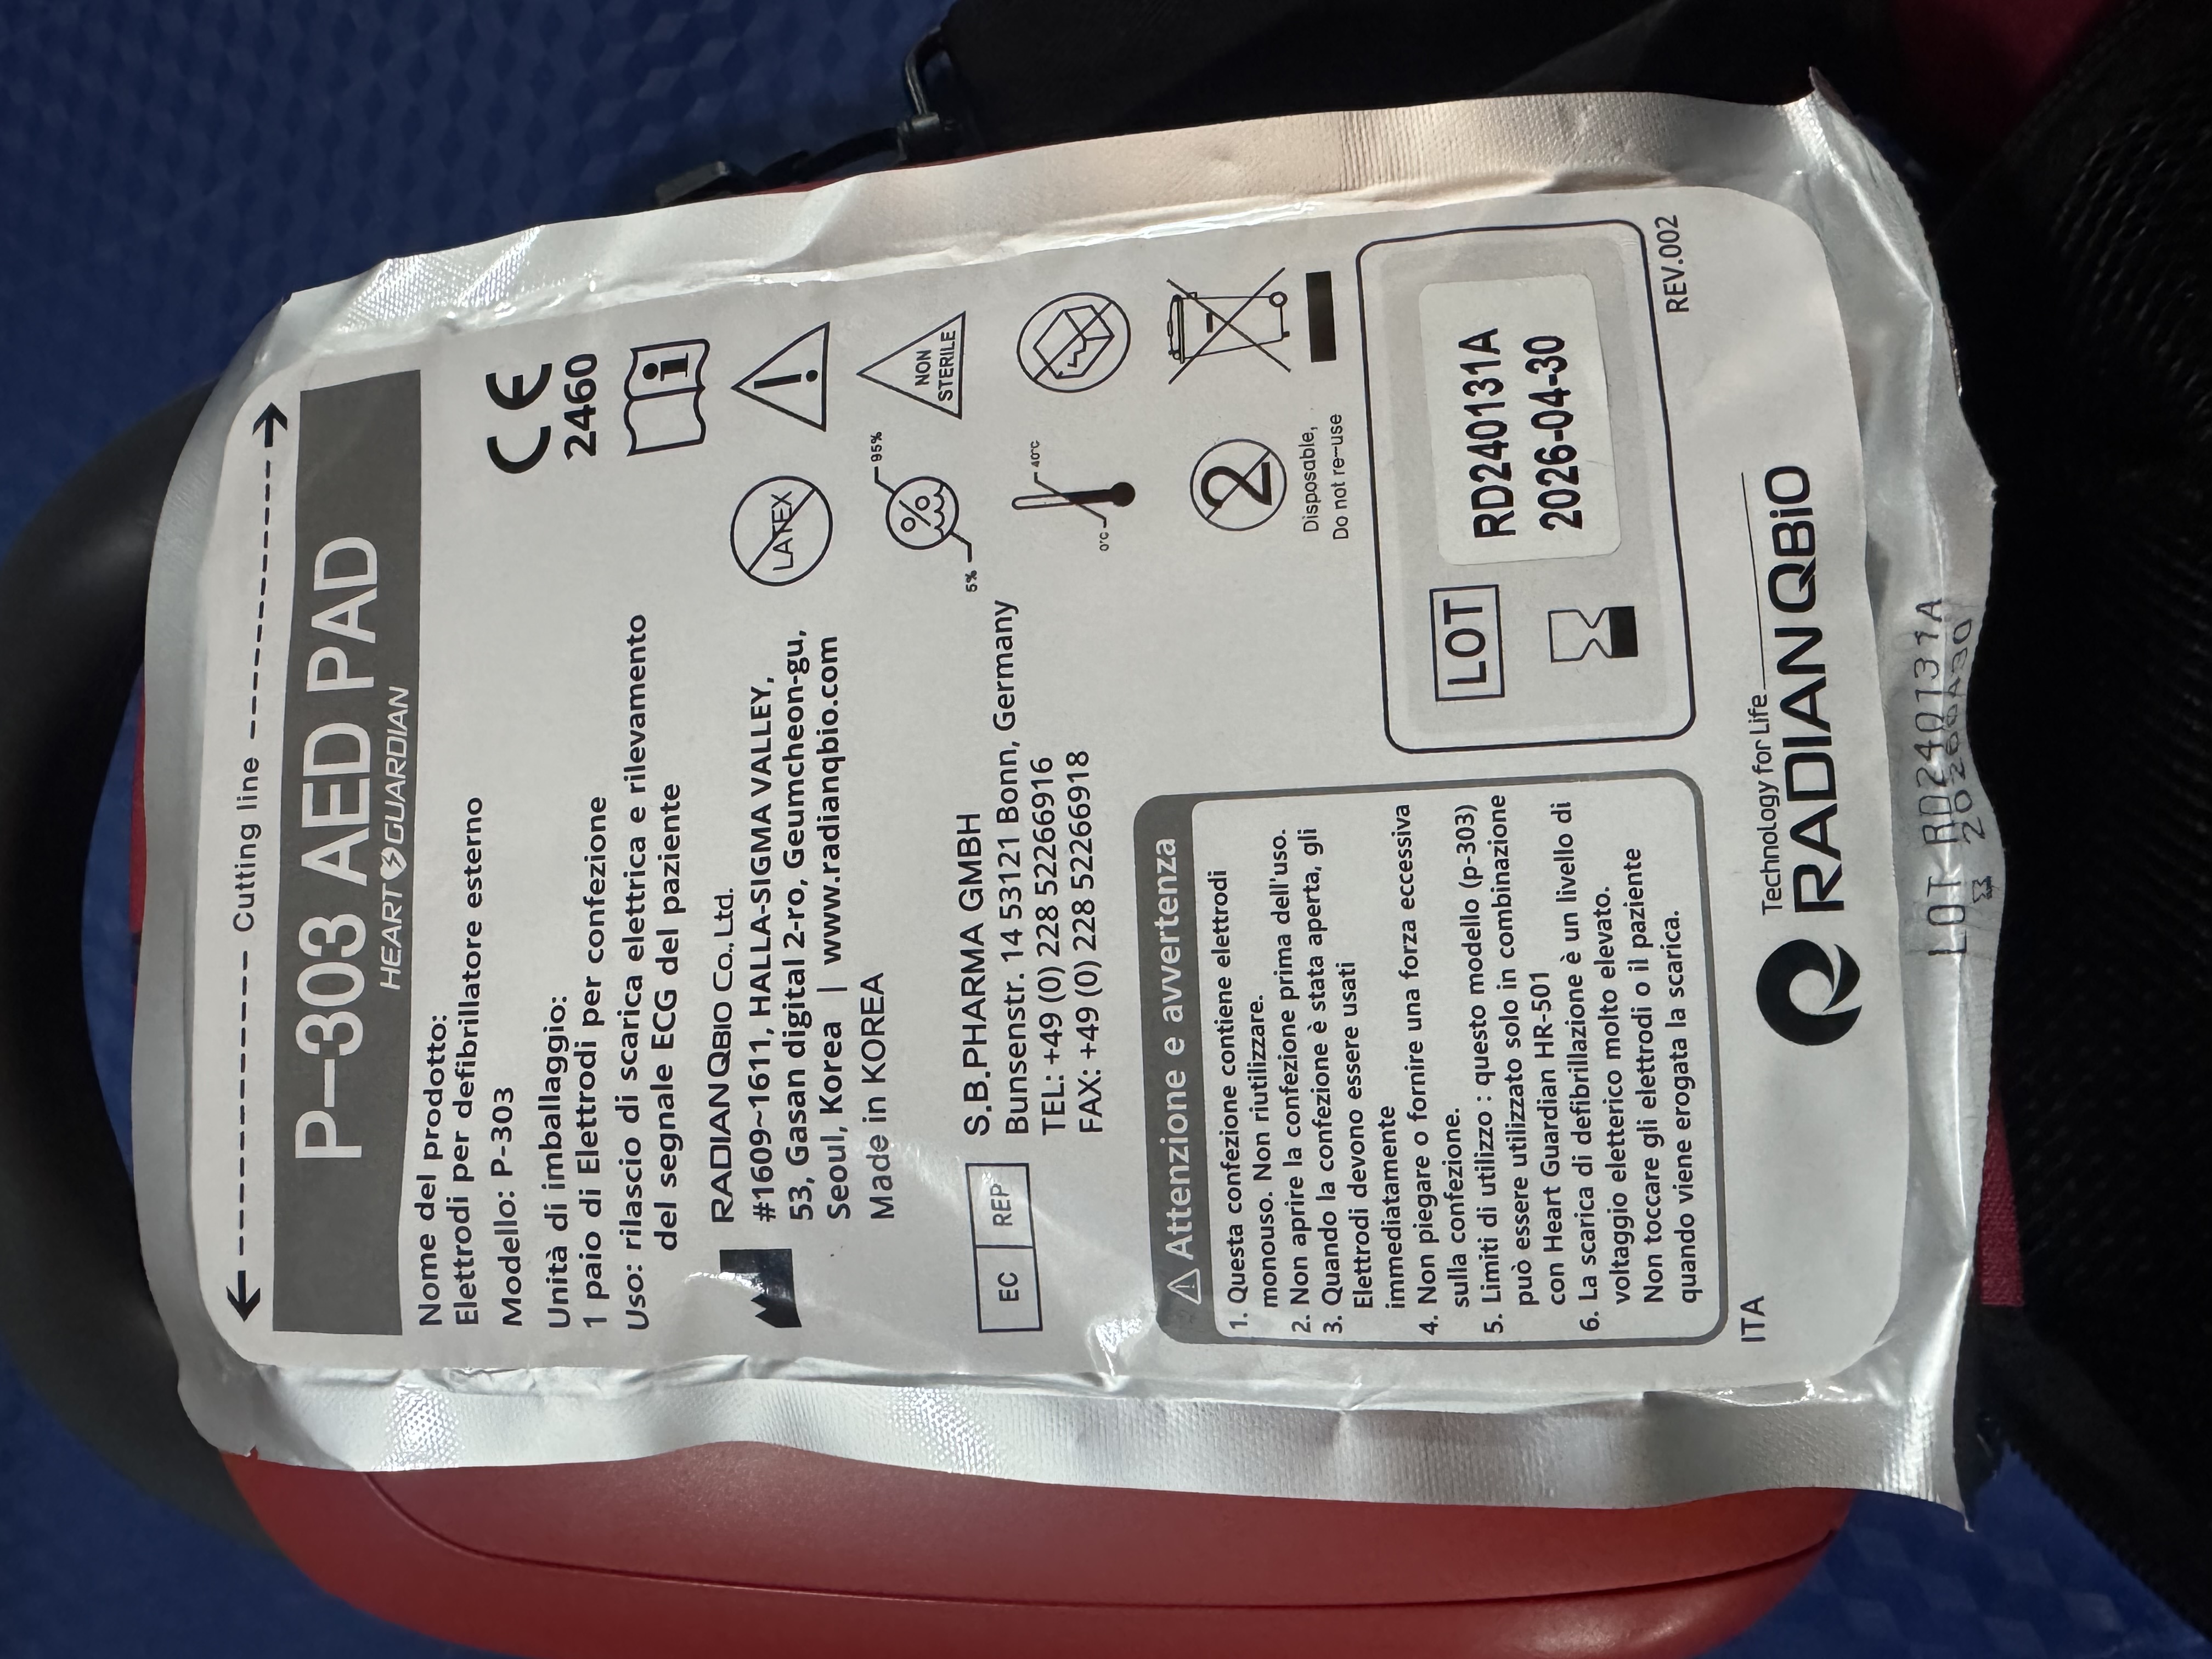 Cutting line
P-303 AED PAD
HEART GUARDIAN
Nome del prodotto:
Elettrodi per defibrillatore esterno
Modello: P-303
Unità di imballaggio:
1 paio di Elettrodi per confezione
Uso: rilascio di scarica elettrica e rilevamento
del segnale ECG del paziente
CE
2460
RADIANQBIO Co., Ltd.
#1609~1611, HALLA-SIGMA VALLEY,
53, Gasan digital 2-ro, Geumcheon-gu,
Seoul, Korea | www.radianqbio.com
Made in KOREA
LATEX
NON
STERILE
5%
%
95%
EC REP
S.B.PHARMA GMBH
Bunsenstr. 14 53121 Bonn, Germany
TEL: +49 (0) 228 52266916
FAX: +49 (0) 228 52266918
0°C
40°C
2
Disposable,
Do not re-use
Attenzione e avvertenza
1. Questa confezione contiene elettrodi
monouso. Non riutilizzare.
2. Non aprire la confezione prima dell'uso.
3. Quando la confezione è stata aperta, gli
Elettrodi devono essere usati
immediatamente
4. Non piegare o fornire una forza eccessiva
sulla confezione.
5. Limiti di utilizzo : questo modello (p-303)
può essere utilizzato solo in combinazione
con Heart Guardian HR-501
6. La scarica di defibrillazione è un livello di
voltaggio eletterico molto elevato.
Non toccare gli elettrodi o il paziente
quando viene erogata la scarica.
LOT
RD240131A
2026-04-30
REV.002
ITA
Technology for Life
RADIANQBIO
LOT RD240131A